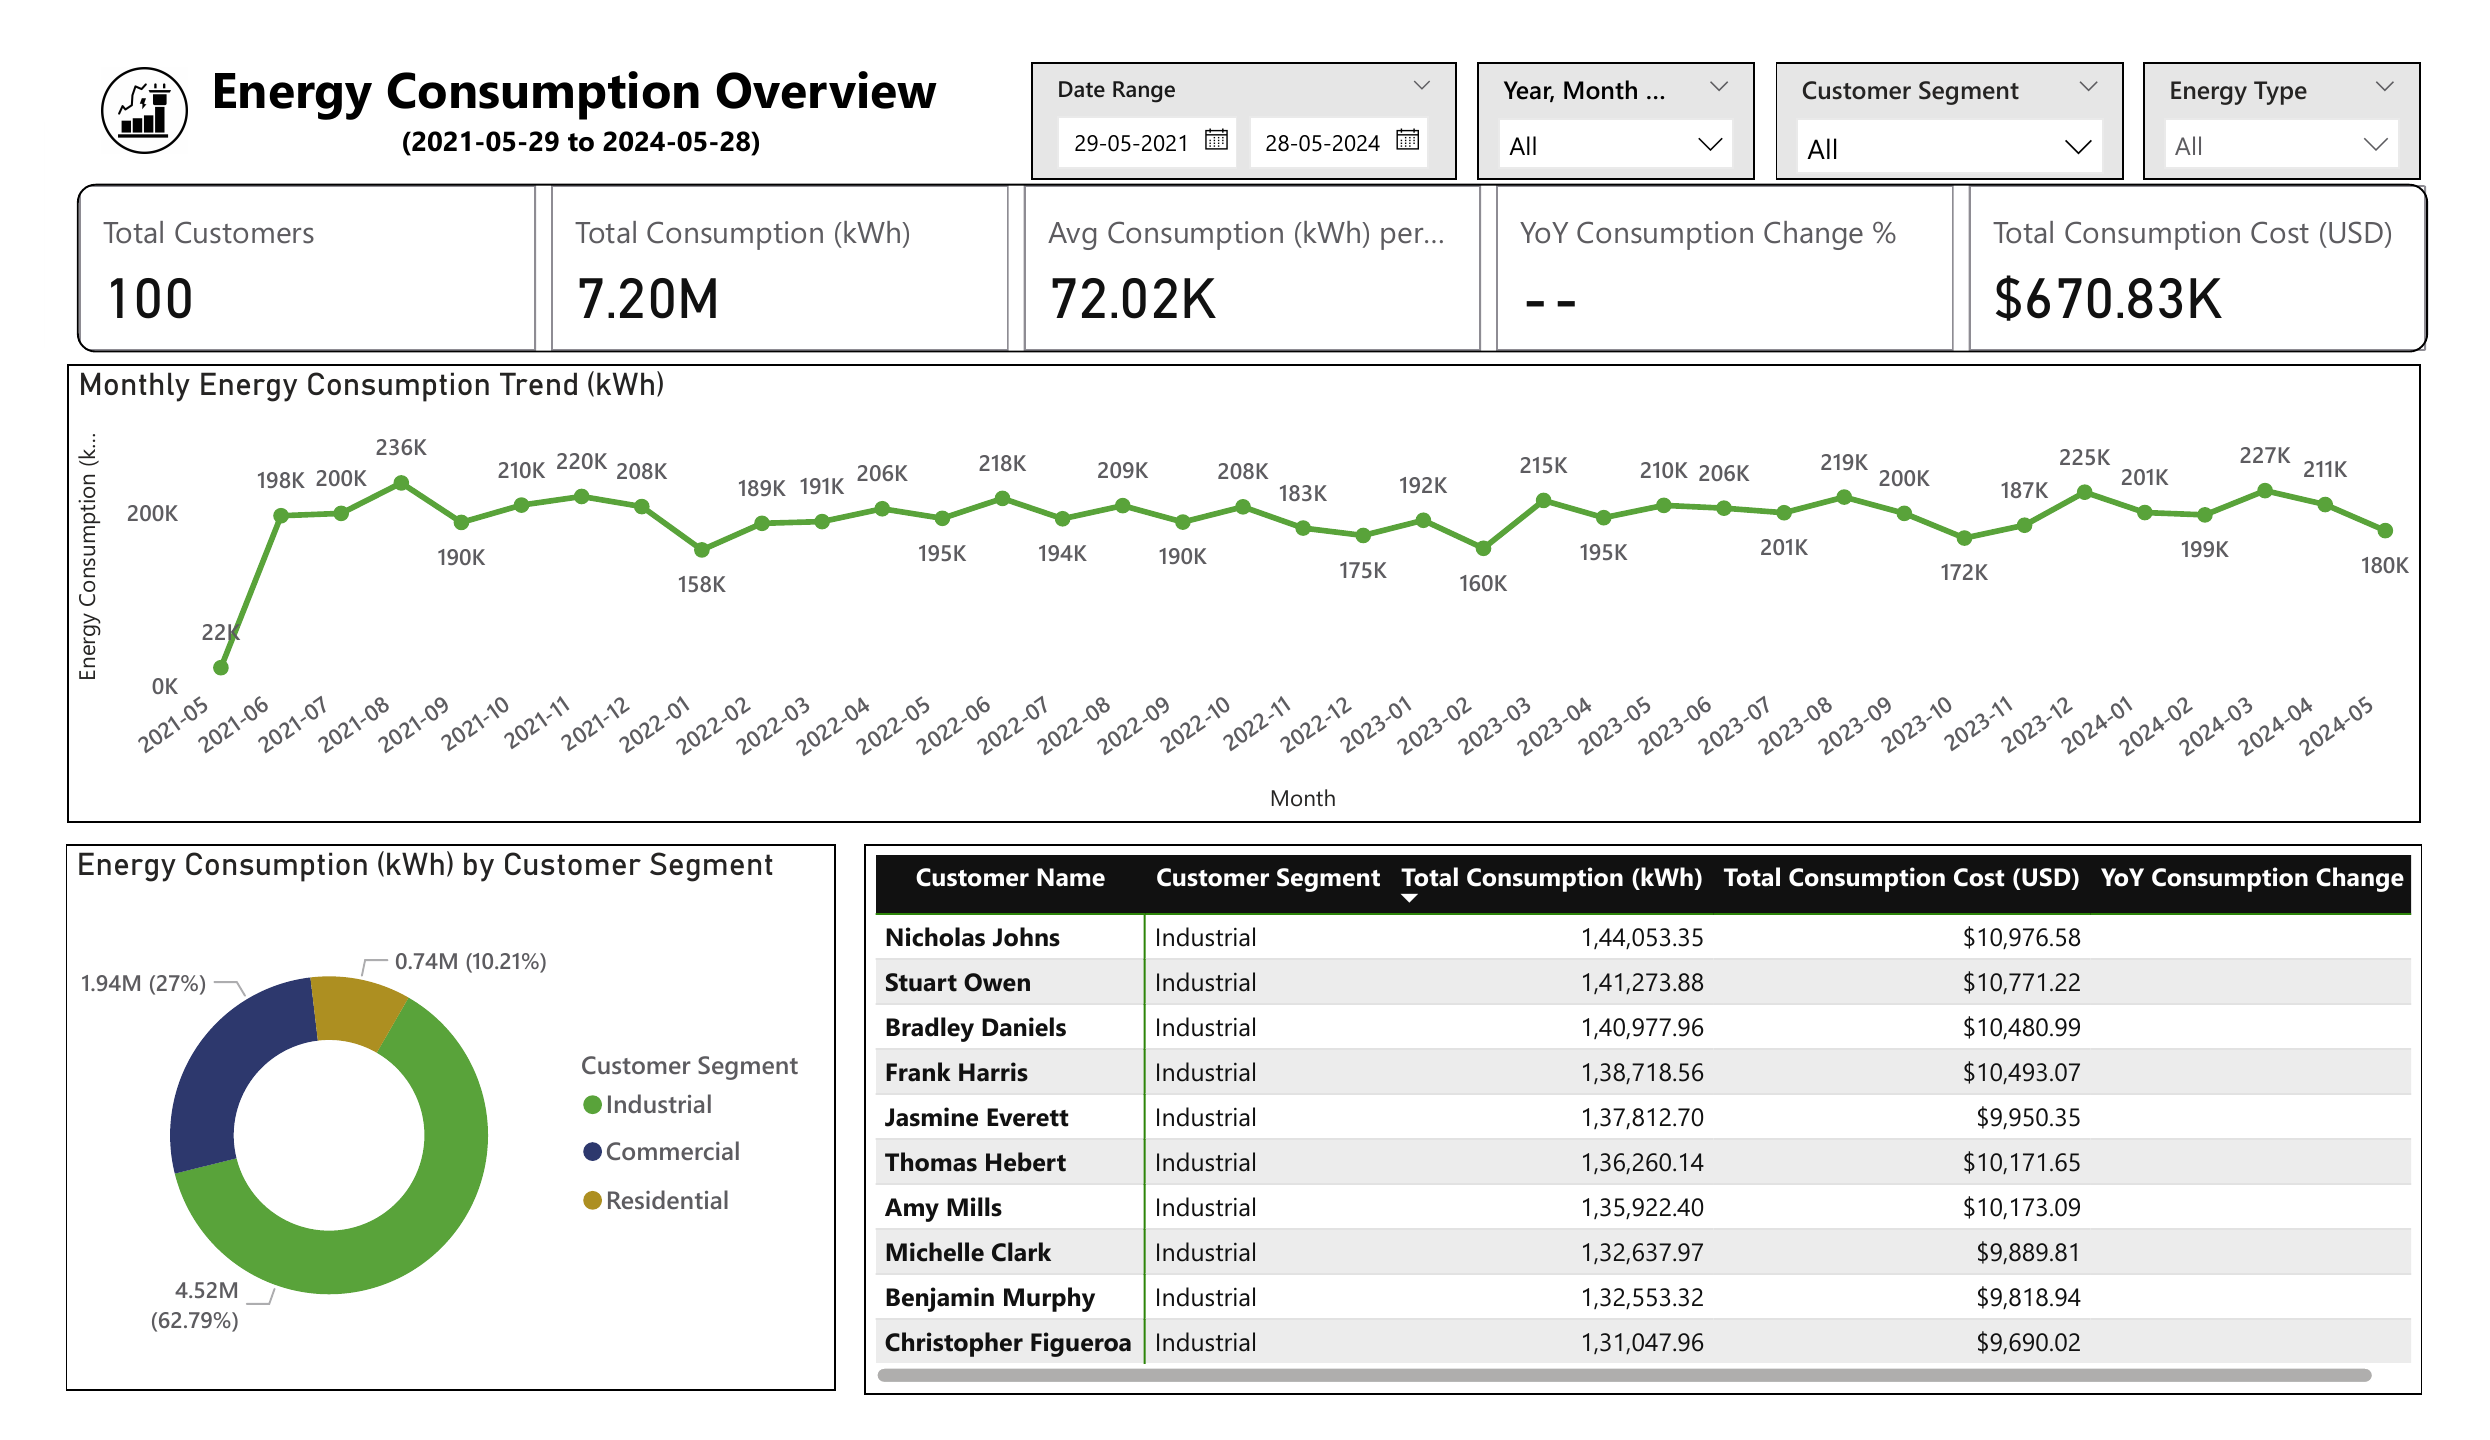 Energy Consumption Overview
(2021-05-29 to 2024-05-28)
Date Range
29-05-2021 28-05-2024
Year, Month ...
All
Customer Segment
All
Energy Type
All
Total Customers
100
Total Consumption (kWh)
7.20M
Avg Consumption (kWh) per...
72.02K
YoY Consumption Change %
--
Total Consumption Cost (USD)
$670.83K
Monthly Energy Consumption Trend (kWh)
Energy Consumption (k...
200K
0K
22K
198K
200K
236K
190K
210K
220K
208K
158K
189K
191K
206K
195K
218K
194K
209K
190K
208K
183K
175K
192K
160K
215K
195K
210K
206K
201K
219K
200K
172K
187K
225K
201K
199K
227K
211K
180K
2021-05
2021-06
2021-07
2021-08
2021-09
2021-10
2021-11
2021-12
2022-01
2022-02
2022-03
2022-04
2022-05
2022-06
2022-07
2022-08
2022-09
2022-10
2022-11
2022-12
2023-01
2023-02
2023-03
2023-04
2023-05
2023-06
2023-07
2023-08
2023-09
2023-10
2023-11
2023-12
2024-01
2024-02
2024-03
2024-04
2024-05
Month
Energy Consumption (kWh) by Customer Segment
0.74M (10.21%)
1.94M (27%)
4.52M
(62.79%)
Customer Segment
Industrial
Commercial
Residential
Customer Name Customer Segment Total Consumption (kWh) Total Consumption Cost (USD) YoY Consumption Change
Nicholas Johns Industrial 1,44,053.35 $10,976.58
Stuart Owen Industrial 1,41,273.88 $10,771.22
Bradley Daniels Industrial 1,40,977.96 $10,480.99
Frank Harris Industrial 1,38,718.56 $10,493.07
Jasmine Everett Industrial 1,37,812.70 $9,950.35
Thomas Hebert Industrial 1,36,260.14 $10,171.65
Amy Mills Industrial 1,35,922.40 $10,173.09
Michelle Clark Industrial 1,32,637.97 $9,889.81
Benjamin Murphy Industrial 1,32,553.32 $9,818.94
Christopher Figueroa Industrial 1,31,047.96 $9,690.02